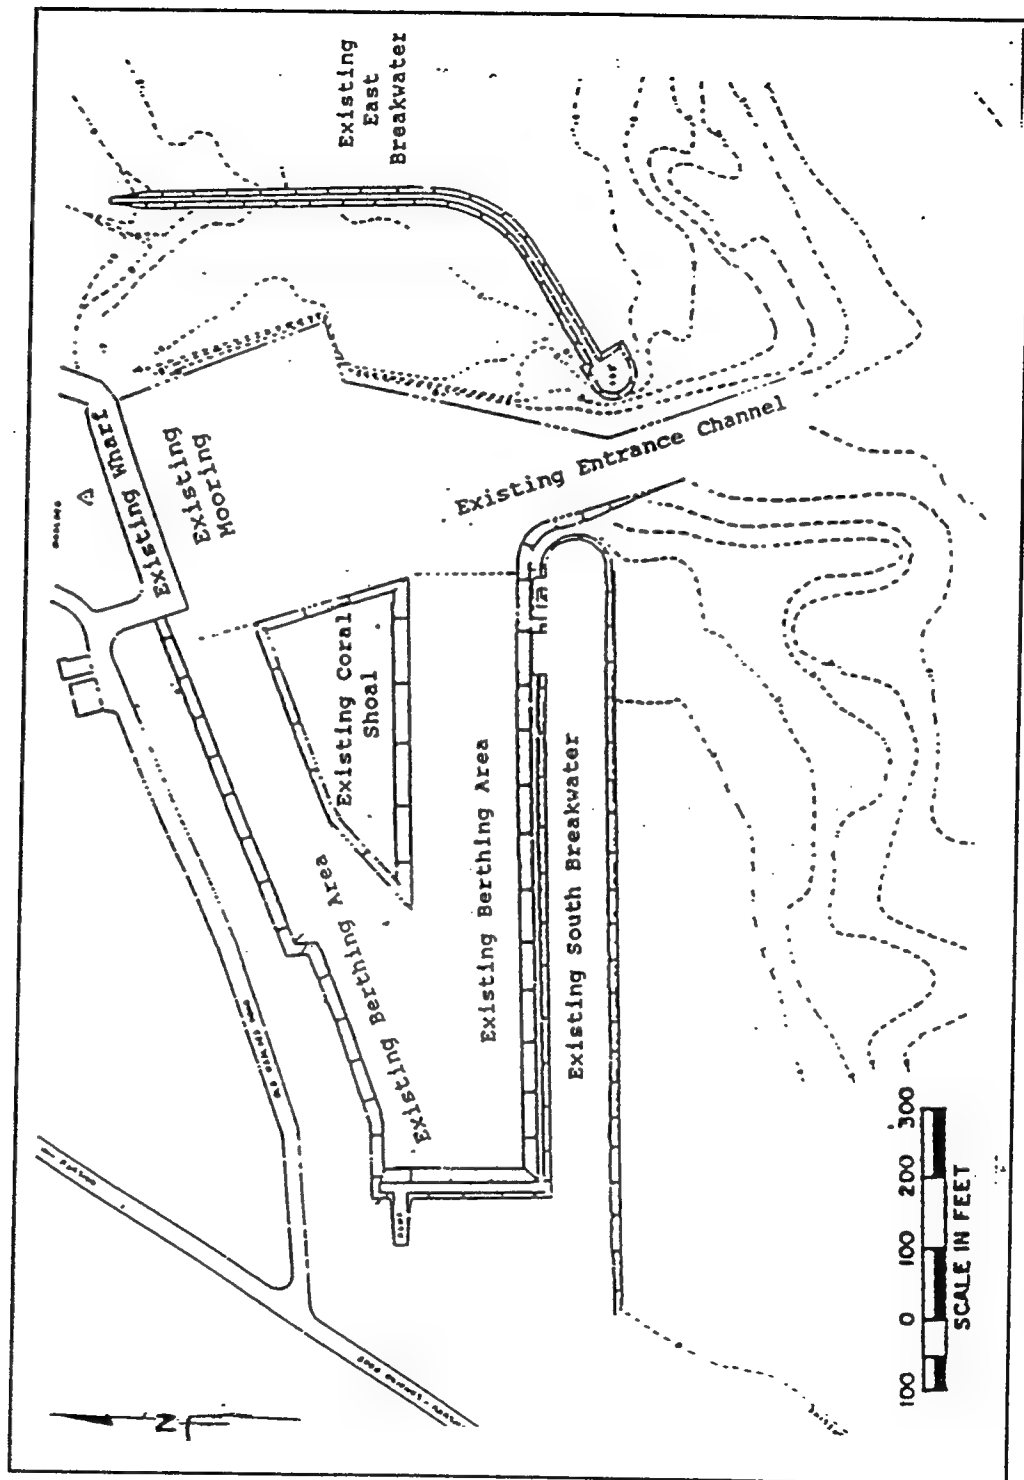 Existing
East
Breakwater
Existing Wharf
Existing
Mooring
Existing Entrance Channel
Existing Coral
Shoal
Existing Berthing Area
Existing Berthing Area
Existing South Breakwater
N
100 0 100 200 300
SCALE IN FEET